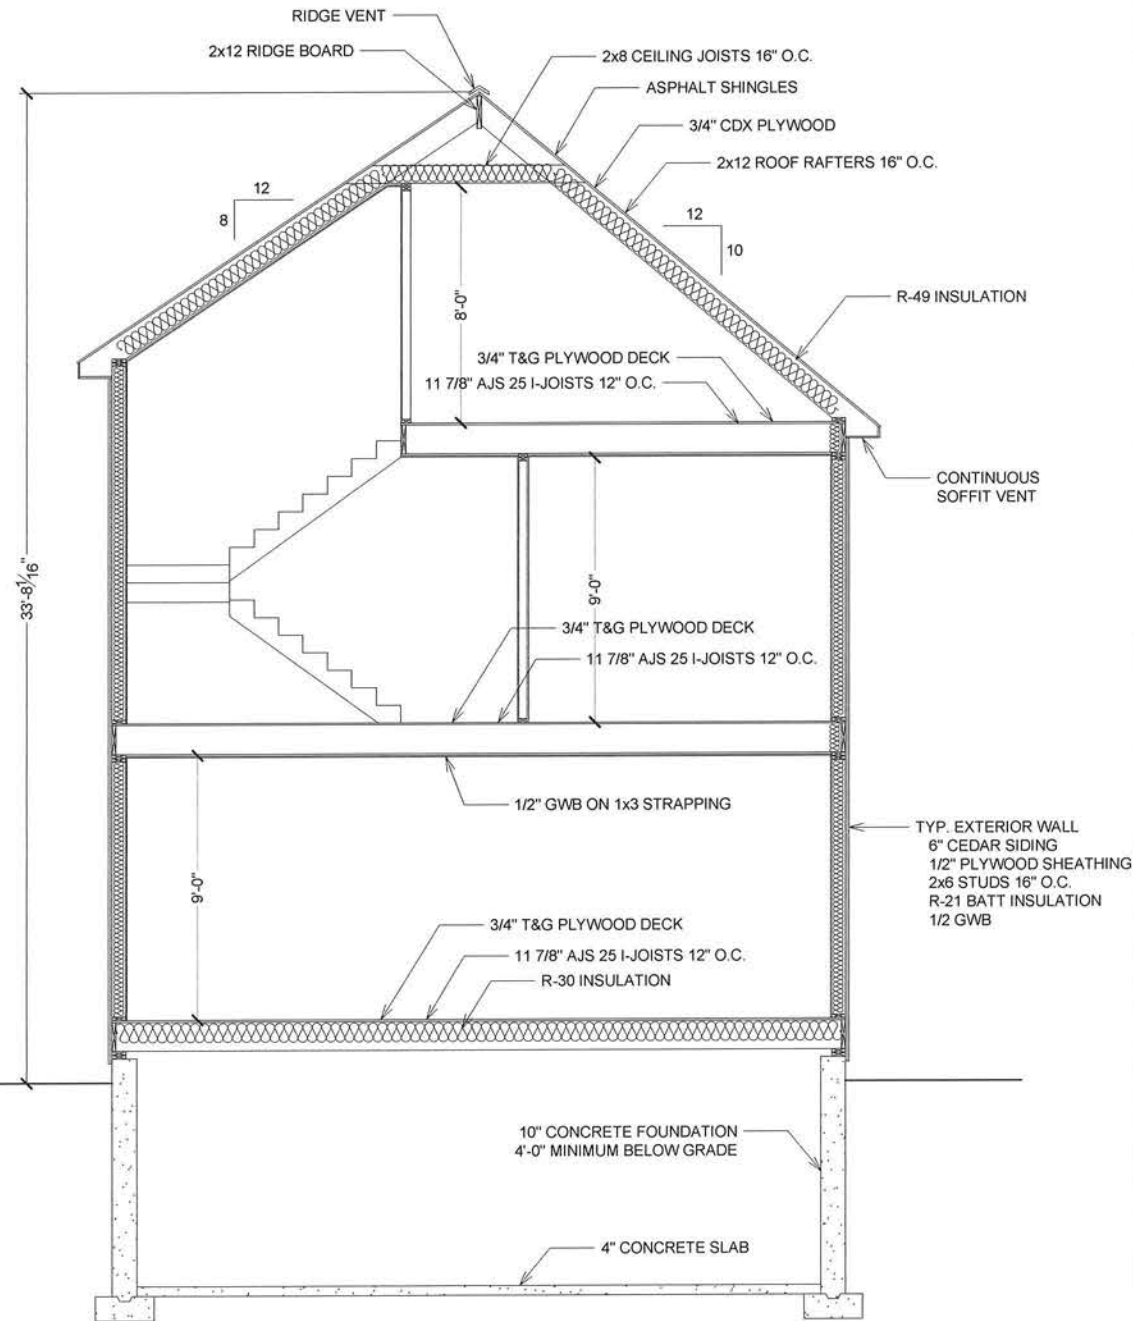 RIDGE VENT
2x12 RIDGE BOARD
2x8 CEILING JOISTS 16" O.C.
ASPHALT SHINGLES
3/4" CDX PLYWOOD
2x12 ROOF RAFTERS 16" O.C.
12
8
12
10
8'-0"
R-49 INSULATION
3/4" T&G PLYWOOD DECK
11 7/8" AJS 25 I-JOISTS 12" O.C.
CONTINUOUS
SOFFIT VENT
33'-8 1/16"
9'-0"
3/4" T&G PLYWOOD DECK
11 7/8" AJS 25 I-JOISTS 12" O.C.
1/2" GWB ON 1x3 STRAPPING
TYP. EXTERIOR WALL
6" CEDAR SIDING
1/2" PLYWOOD SHEATHING
2x6 STUDS 16" O.C.
R-21 BATT INSULATION
1/2 GWB
9'-0"
3/4" T&G PLYWOOD DECK
11 7/8" AJS 25 I-JOISTS 12" O.C.
R-30 INSULATION
10" CONCRETE FOUNDATION
4'-0" MINIMUM BELOW GRADE
4" CONCRETE SLAB